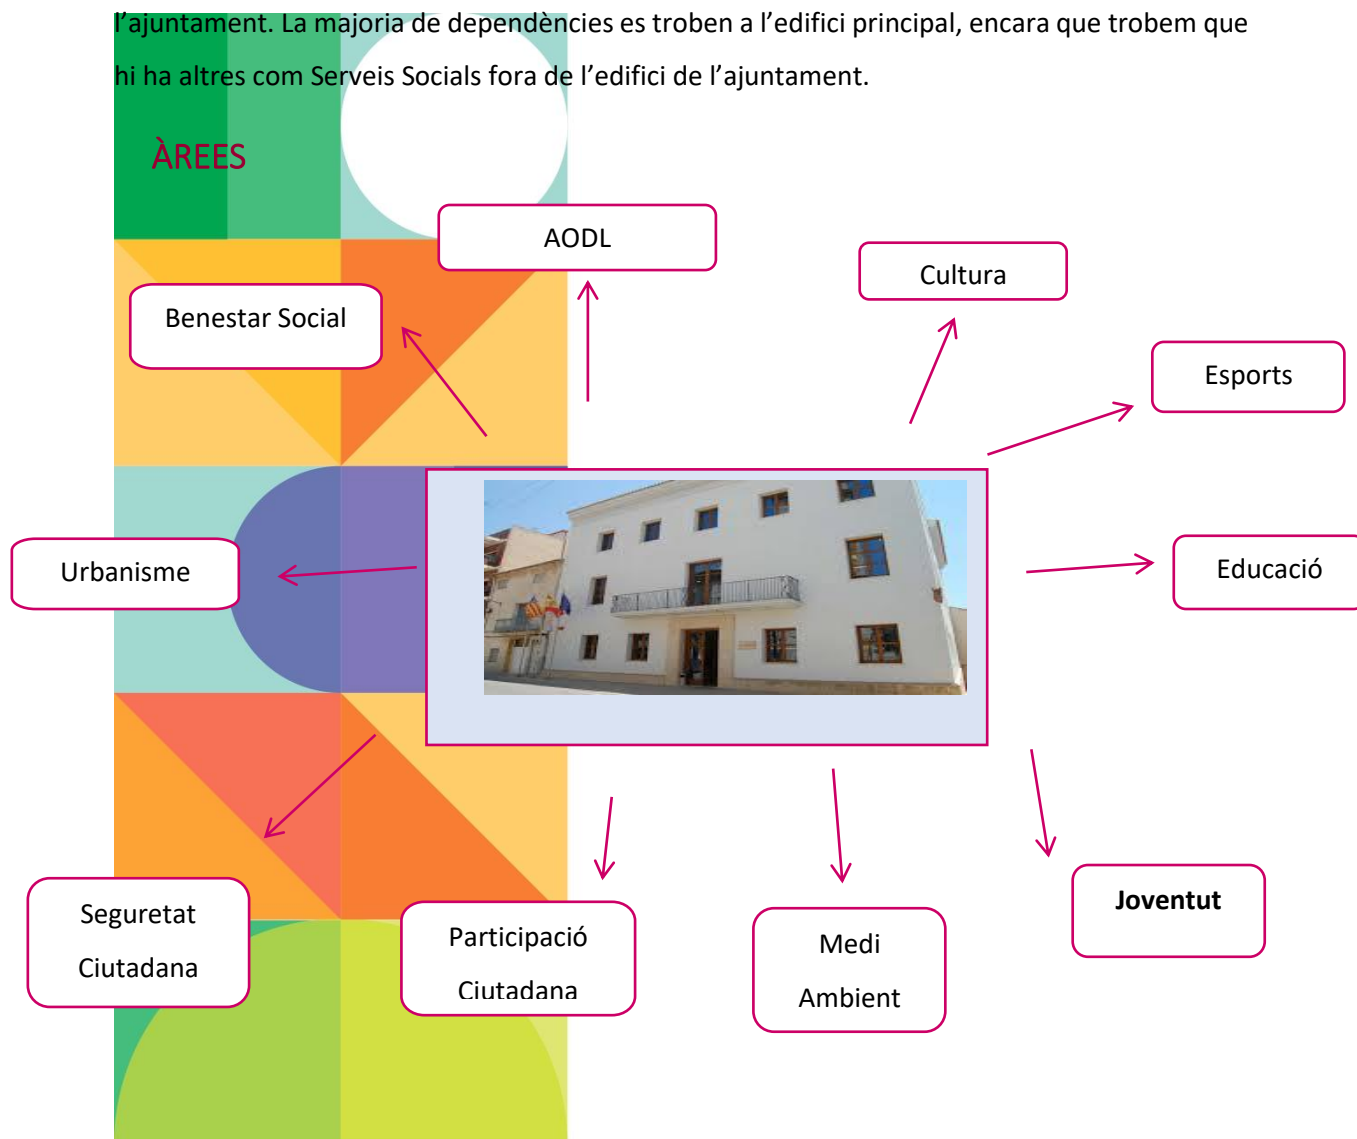 l’ajuntament. La majoria de dependències es troben a l’edifici principal, encara que trobem que
hi ha altres com Serveis Socials fora de l’edifici de l’ajuntament.
ÀREES
AODL
Cultura
Benestar Social
Esports
Urbanisme
Educació
Seguretat
Ciutadana
Participació
Ciutadana
Medi
Ambient
Joventut